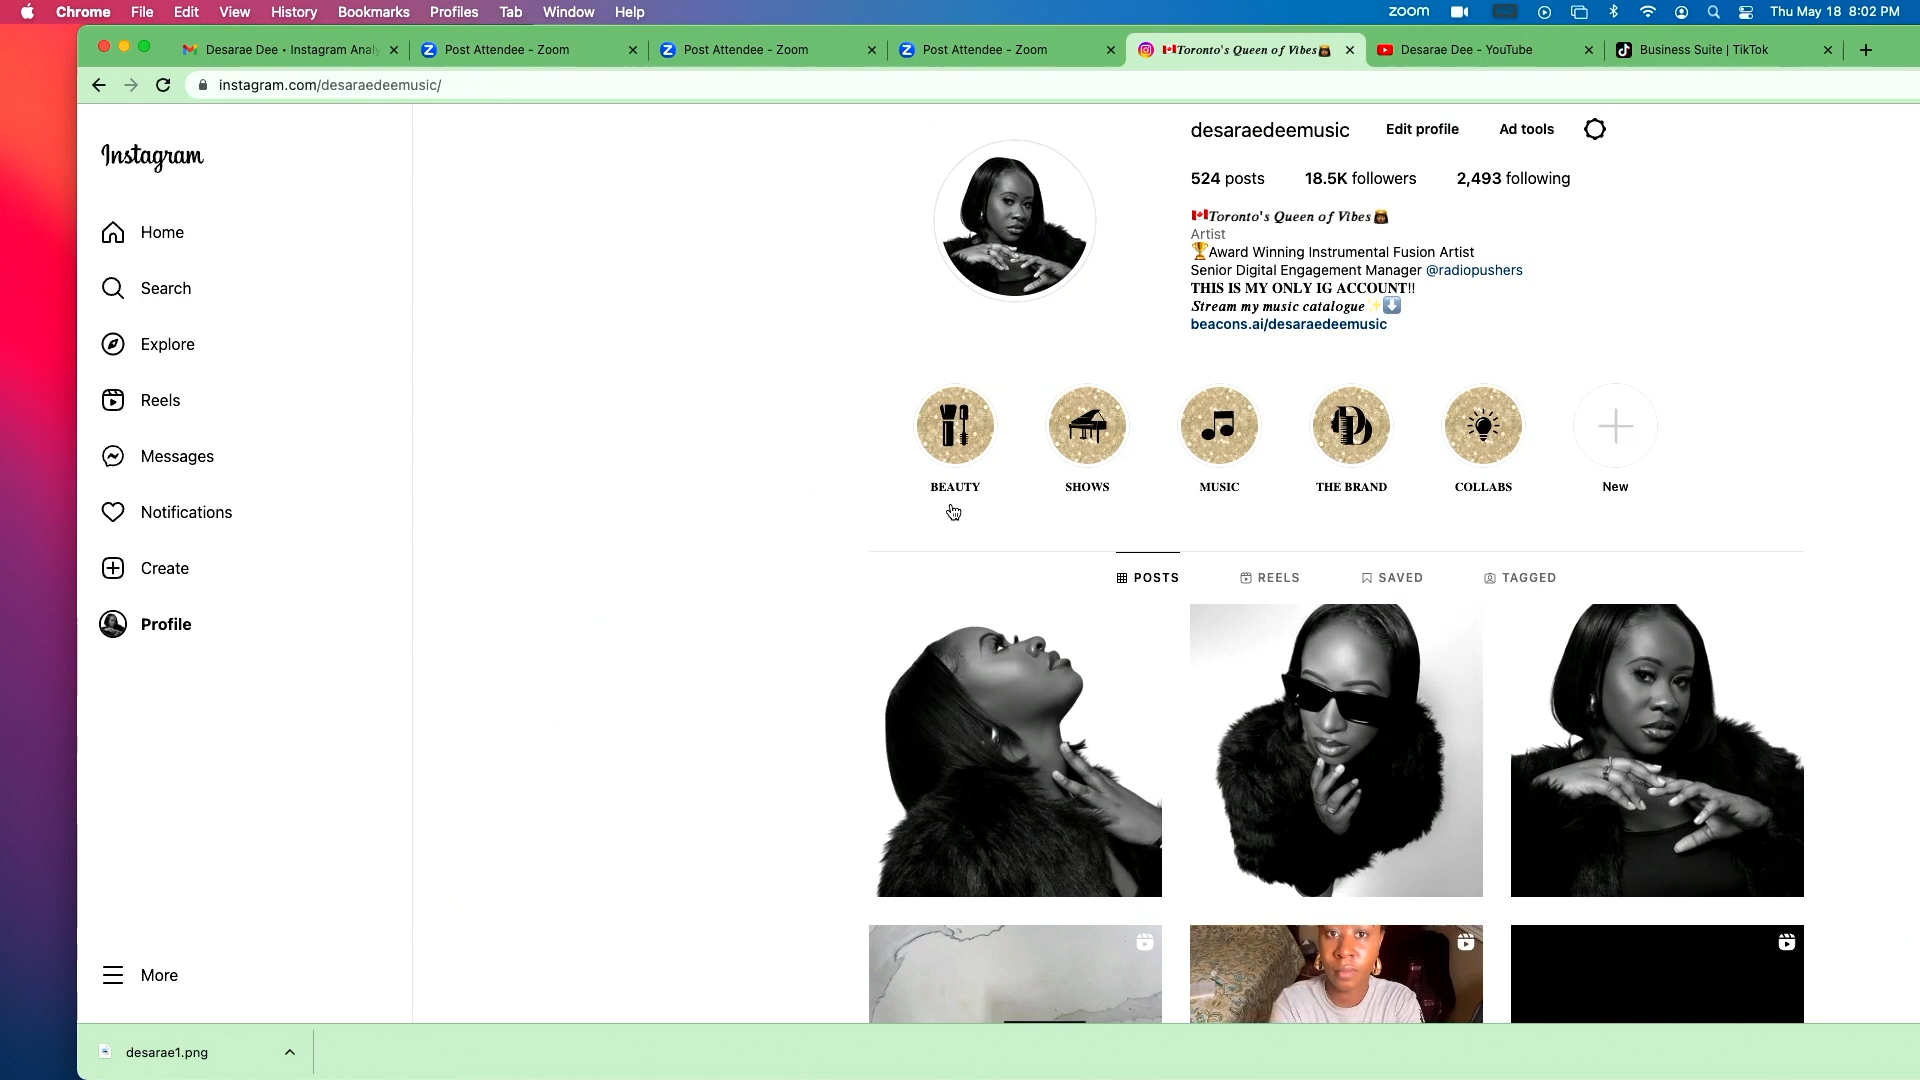 Chrome File Edit View History Bookmarks Profiles Tab Window Help
zoom Thu May 18 8:02 PM
Desarae Dee • Instagram Analy
Post Attendee - Zoom
Post Attendee - Zoom
Post Attendee - Zoom
🇨🇦Toronto's Queen of Vibes👸🏿
Desarae Dee - YouTube
Business Suite | TikTok
instagram.com/desaraedeemusic/
Instagram
Home
Search
Explore
Reels
Messages
Notifications
Create
Profile
More
desaraedeemusic Edit profile Ad tools
524 posts 18.5K followers 2,493 following
🇨🇦Toronto's Queen of Vibes👸🏿
Artist
🏆Award Winning Instrumental Fusion Artist
Senior Digital Engagement Manager @radiopushers
THIS IS MY ONLY IG ACCOUNT!!
Stream my music catalogue✨⬇️
beacons.ai/desaraedeemusic
BEAUTY SHOWS MUSIC THE BRAND COLLABS New
POSTS REELS SAVED TAGGED
desarae1.png